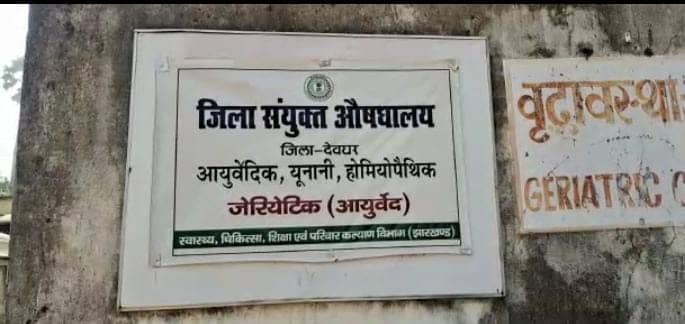 जिला संयुक्त औषधालय
जिला-देवघर
आयुर्वेदिक, यूनानी, होमियोपैथिक
जेरियेटिक (आयुर्वेद)
स्वास्थ्य, चिकित्सा, शिक्षा एवं परिवार कल्याण विभाग (झारखण्ड)
वृद्धावस्था
GERIATRIC C